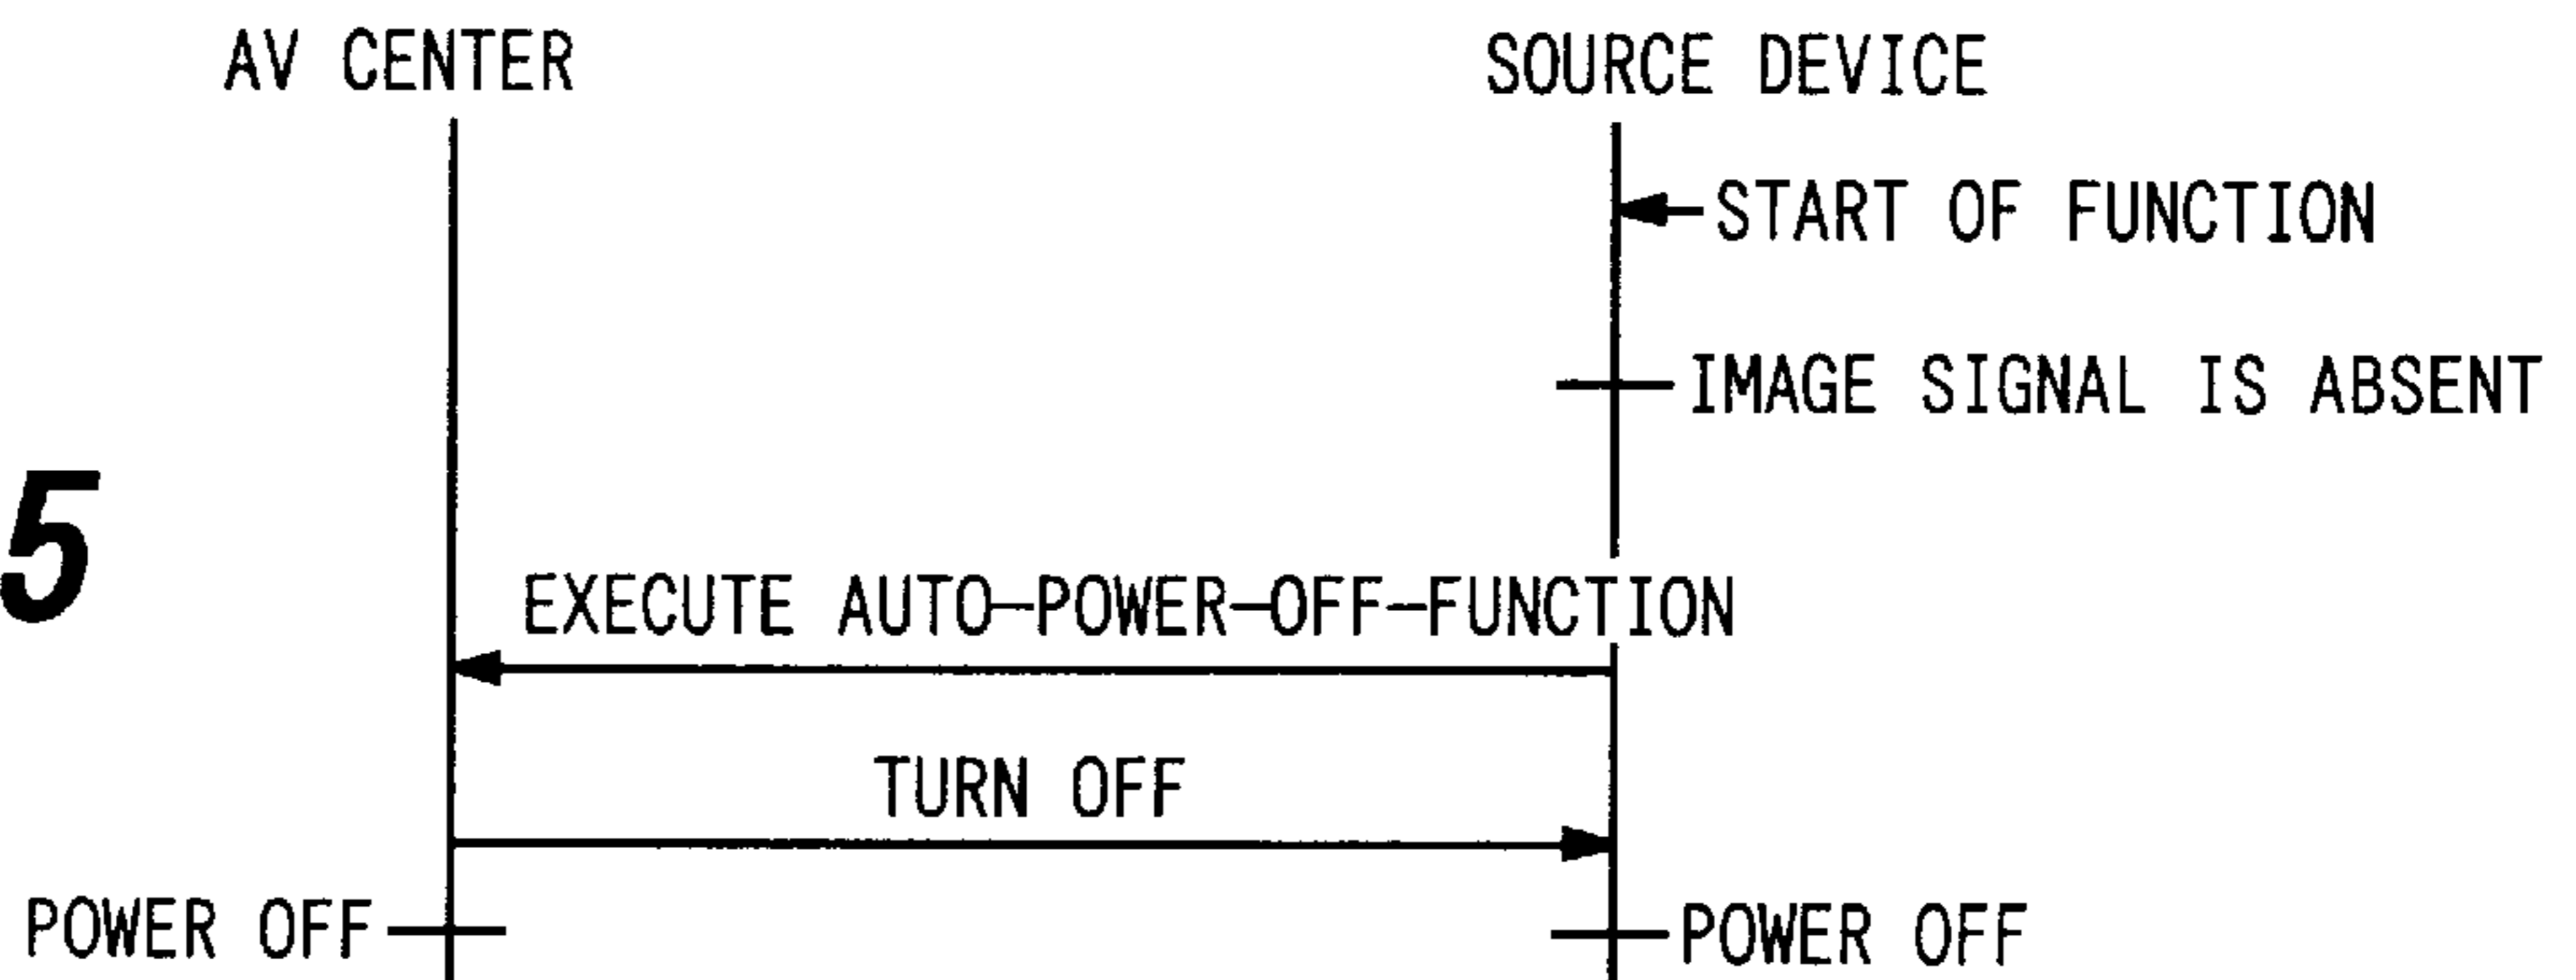 AV CENTER
SOURCE DEVICE
START OF FUNCTION
IMAGE SIGNAL IS ABSENT
5
EXECUTE AUTO-POWER-OFF-FUNCTION
TURN OFF
POWER OFF
POWER OFF